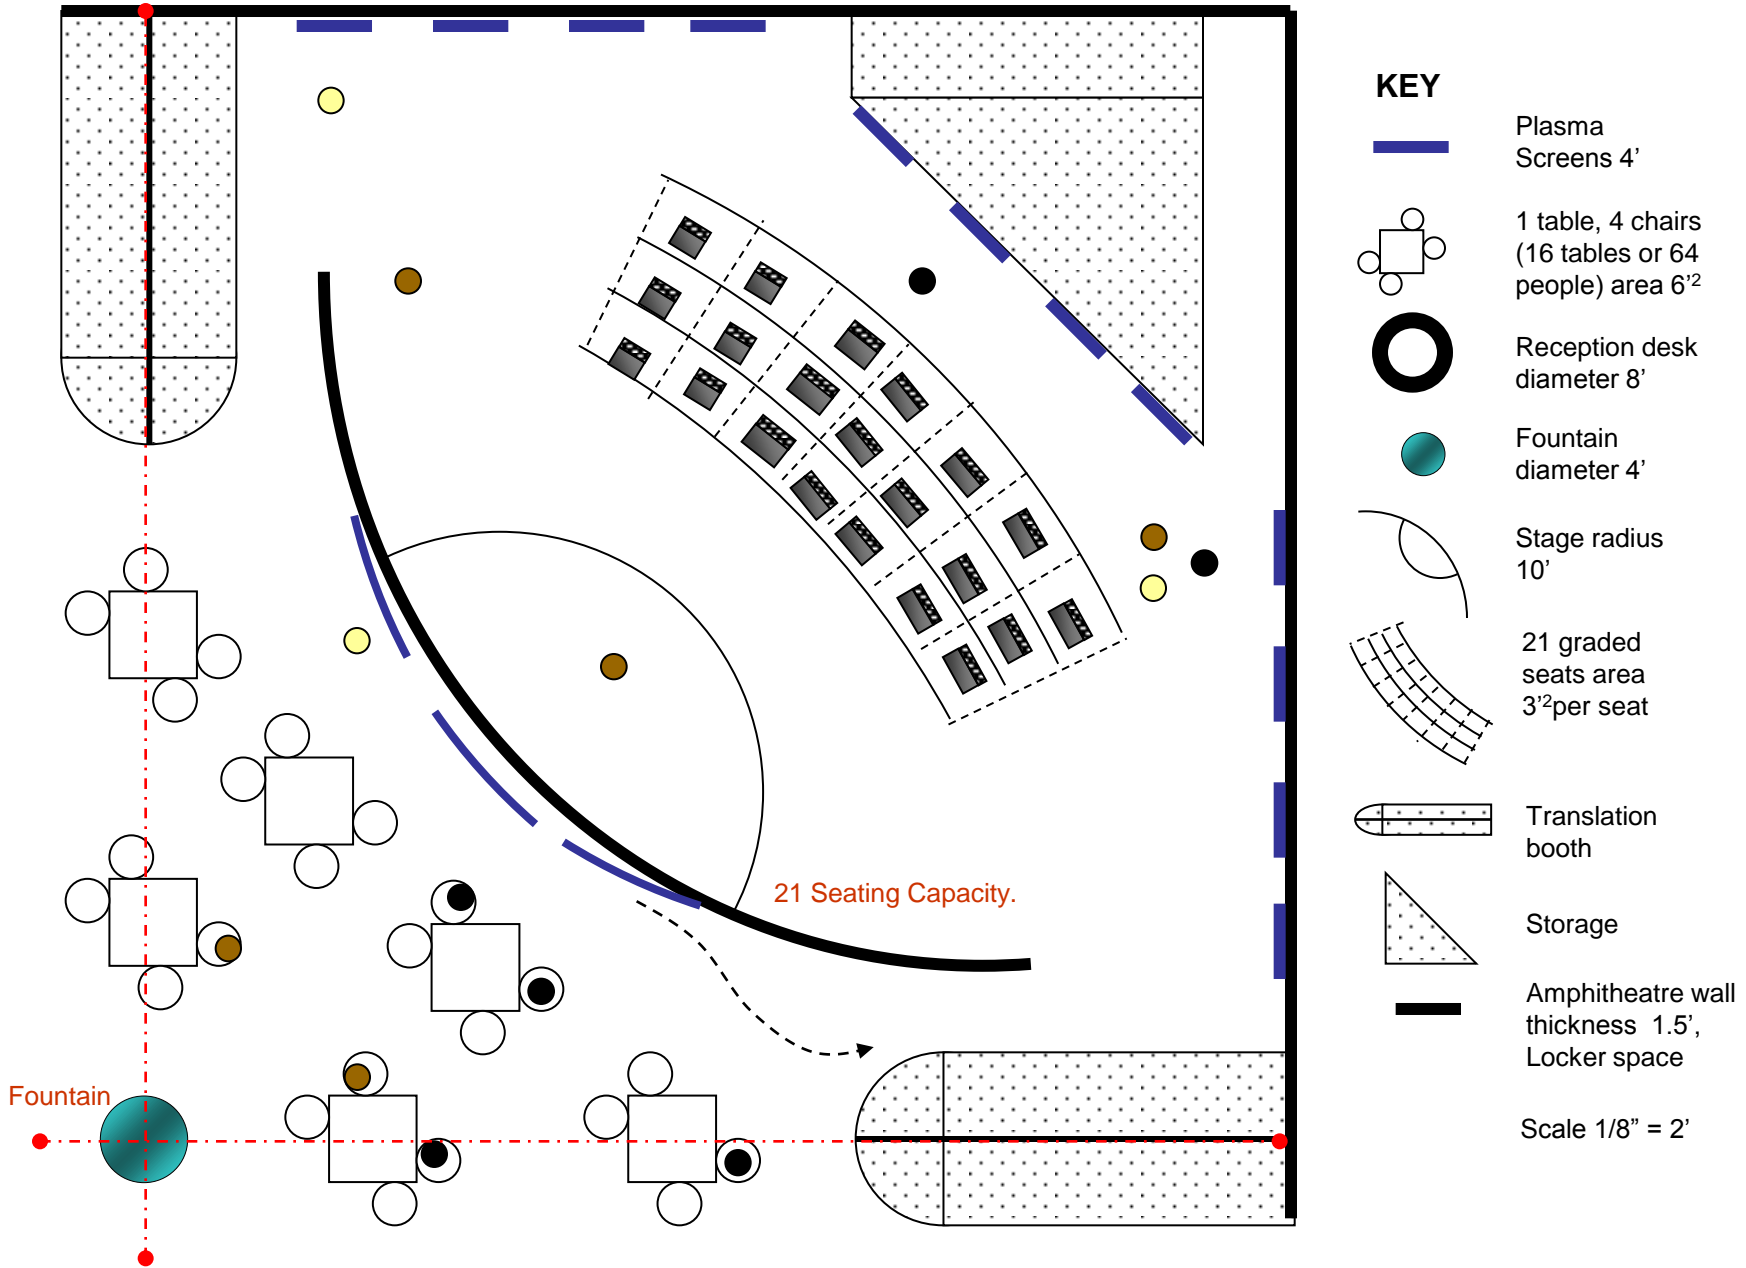 KEY
Plasma
Screens 4’
1 table, 4 chairs
(16 tables or 64
people) area 6’²
Reception desk
diameter 8’
Fountain
diameter 4’
Stage radius
10’
21 graded
seats area
3’²per seat
Translation
booth
Storage
Amphitheatre wall
thickness 1.5’,
Locker space
Scale 1/8” = 2’
21 Seating Capacity.
Fountain